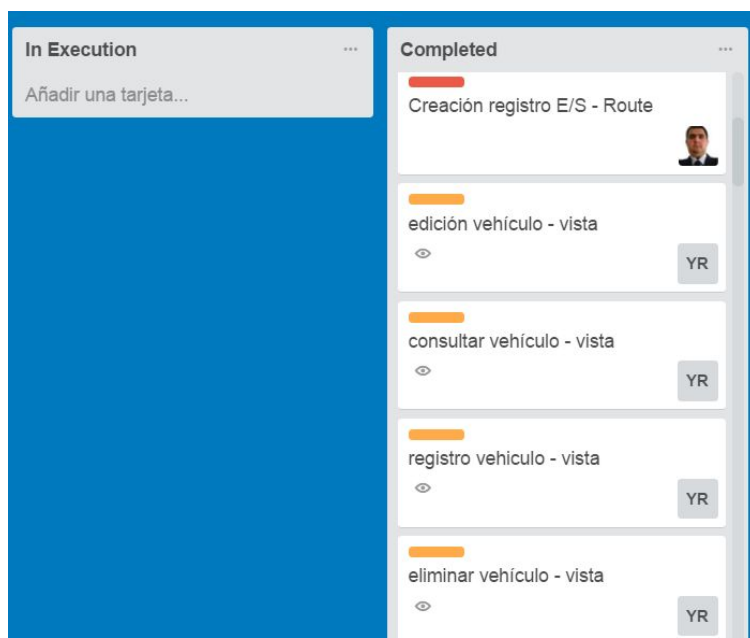 In Execution
Añadir una tarjeta...
Completed
Creación registro E/S - Route
edición vehículo - vista
YR
consultar vehículo - vista
YR
registro vehiculo - vista
YR
eliminar vehículo - vista
YR